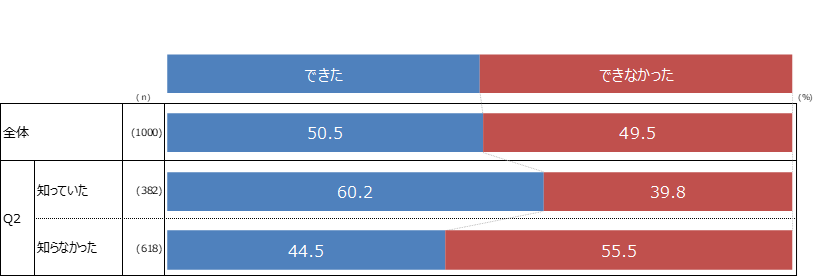 できた できなかった
(n) (%)
全体 (1000) 50.5 49.5
Q2 知っていた (382) 60.2 39.8
知らなかった (618) 44.5 55.5